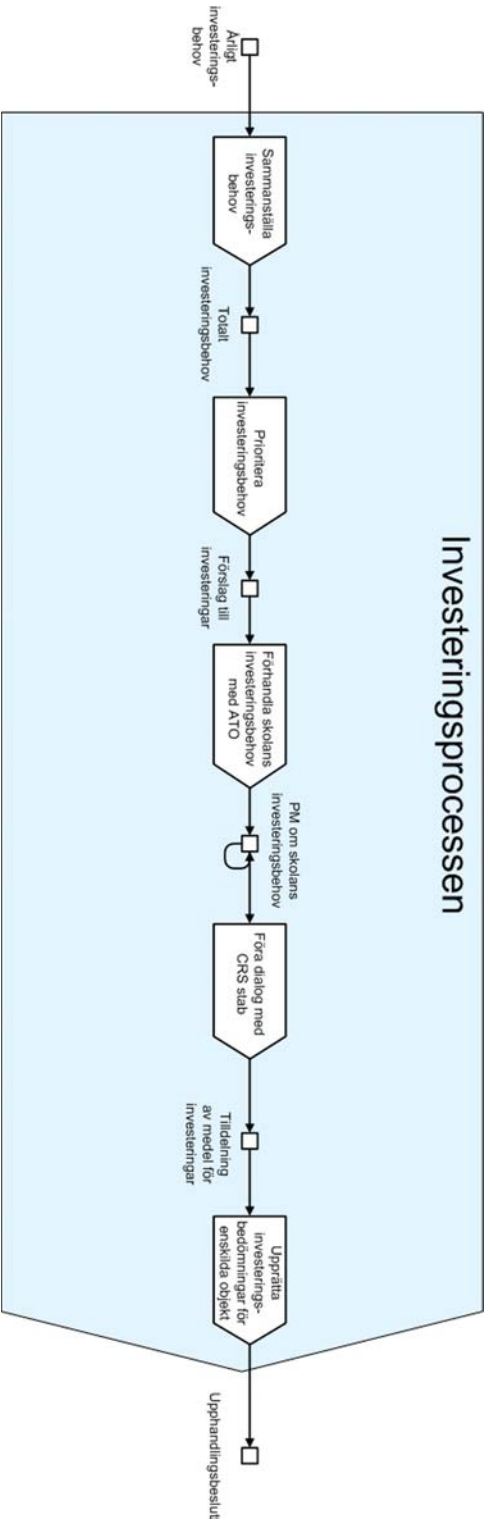 Investeringsprocessen
Årligt
investerings-
behov
Sammanställa
investerings-
behov
Totalt
investeringsbehov
Prioritera
investeringsbehov
Förslag till
investeringar
Förhandla skolans
investeringsbehov
med ATO
PM om skolans
investeringsbehov
Föra dialog med
CRS stab
Tilldelning
av medel för
investeringar
Upprätta
investerings-
bedömningar för
enskilda objekt
Upphandlingsbeslut